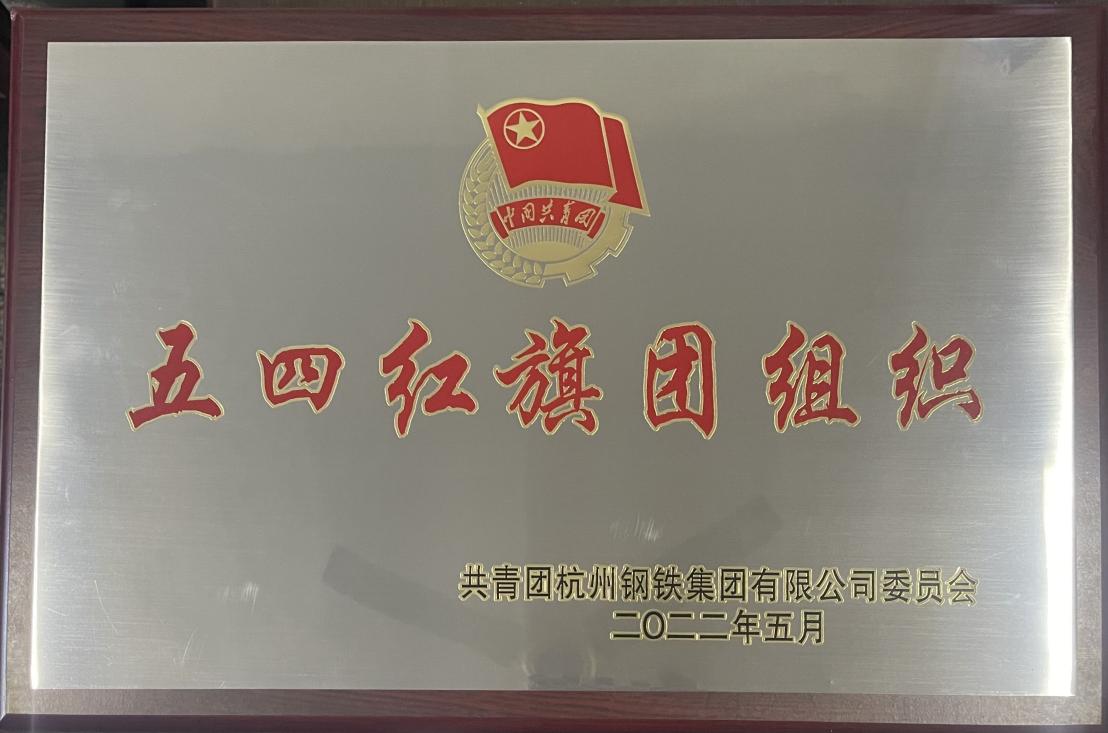 中国共青团
五四红旗团组织
共青团杭州钢铁集团有限公司委员会
二〇二二年五月